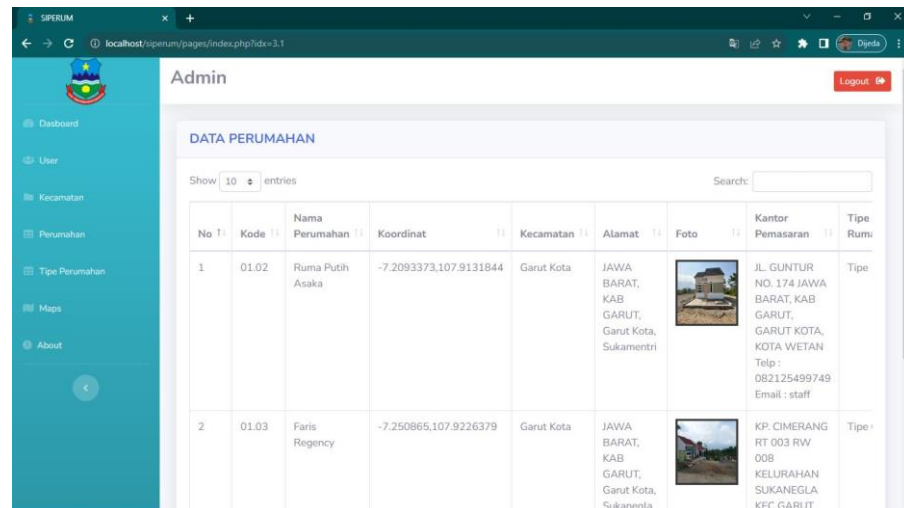 SIPERUM
localhost/siperum/pages/index.php?idx=3.1
Dijeda
Admin
Logout
Dasboard
User
Kecamatan
Perumahan
Tipe Perumahan
Maps
About
DATA PERUMAHAN
Show 10 entries
Search:
No
Kode
Nama
Perumahan
Koordinat
Kecamatan
Alamat
Foto
Kantor
Pemasaran
Tipe
Ruma
1
01.02
Ruma Putih
Asaka
-7.2093373,107.9131844
Garut Kota
JAWA
BARAT,
KAB
GARUT,
Garut Kota,
Sukamentri
JL. GUNTUR
NO. 174 JAWA
BARAT, KAB
GARUT,
GARUT KOTA,
KOTA WETAN
Telp :
082125499749
Email : staff
Tipe
2
01.03
Faris
Regency
-7.250865,107.9226379
Garut Kota
JAWA
BARAT,
KAB
GARUT,
Garut Kota,
Sukanegla
KP. CIMERANG
RT 003 RW
008
KELURAHAN
SUKANEGLA
KEC GARUT
Tipe